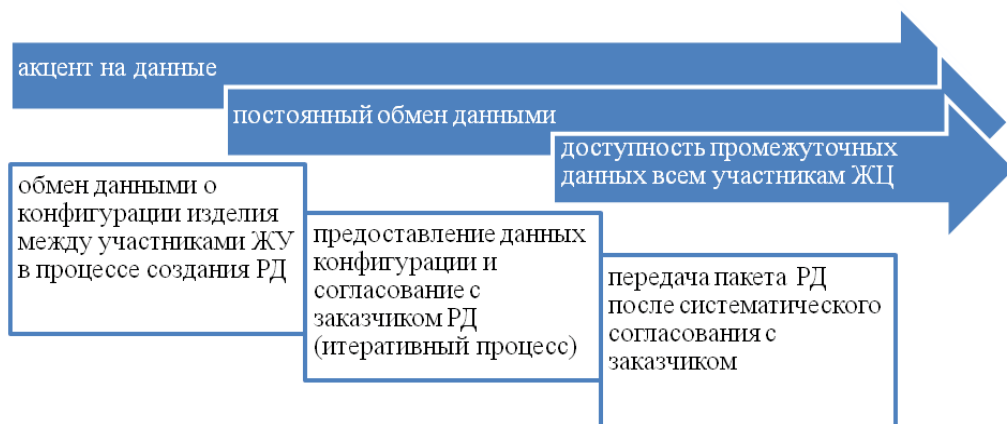 акцент на данные
постоянный обмен данными
доступность промежуточных
данных всем участникам ЖЦ
обмен данными о
конфигурации изделия
между участниками ЖУ
в процессе создания РД
предоставление данных
конфигурации и
согласование с
заказчиком РД
(итеративный процесс)
передача пакета РД
после систематического
согласования с
заказчиком